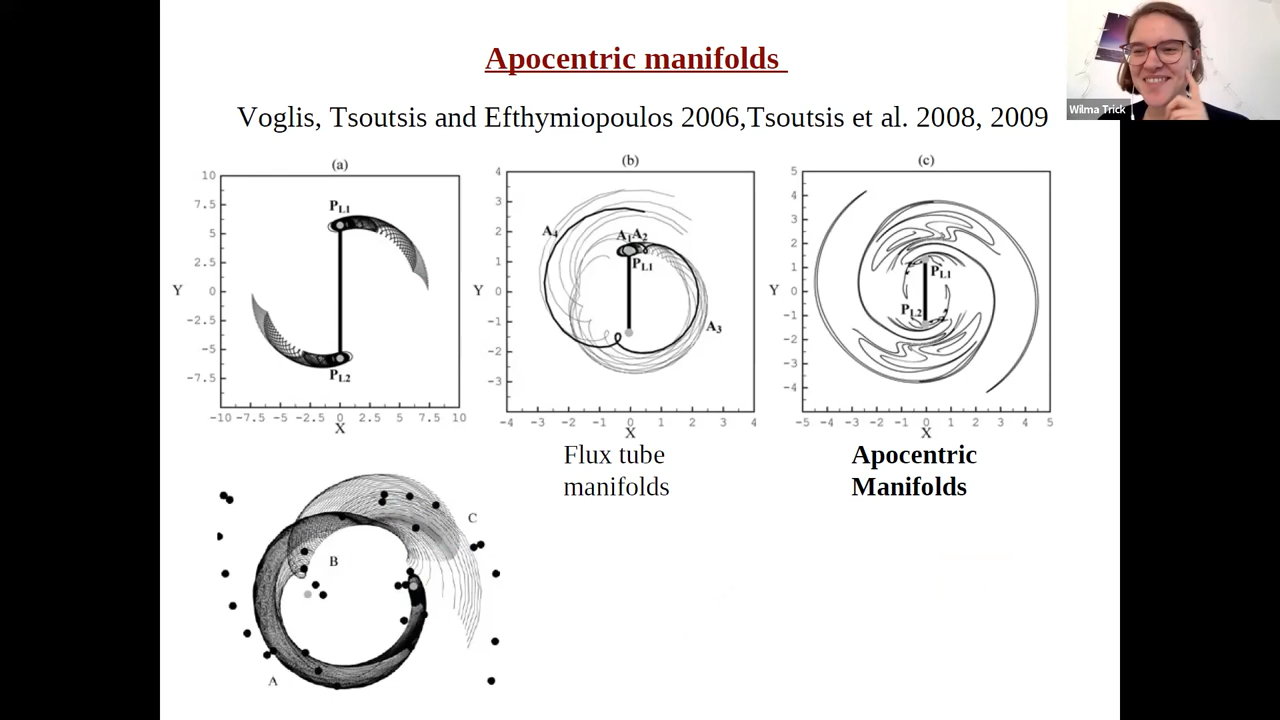 Apocentric manifolds
Wilma Trick
Voglis, Tsoutsis and Efthymiopoulos 2006,Tsoutsis et al. 2008, 2009
(a)
10
7.5
5
2.5
0
-2.5
-5
-7.5
Y
P_L1
P_L2
-10 -7.5 -5 -2.5 0 2.5 5 7.5 10
X
(b)
4
3
2
1
0
-1
-2
-3
Y
A4
A1 A2
P_L1
A3
-4 -3 -2 -1 0 1 2 3 4
X
(c)
5
4
3
2
1
0
-1
-2
-3
-4
Y
P_L1
P_L2
-5 -4 -3 -2 -1 0 1 2 3 4 5
X
Flux tube
manifolds
Apocentric
Manifolds
C
B
A